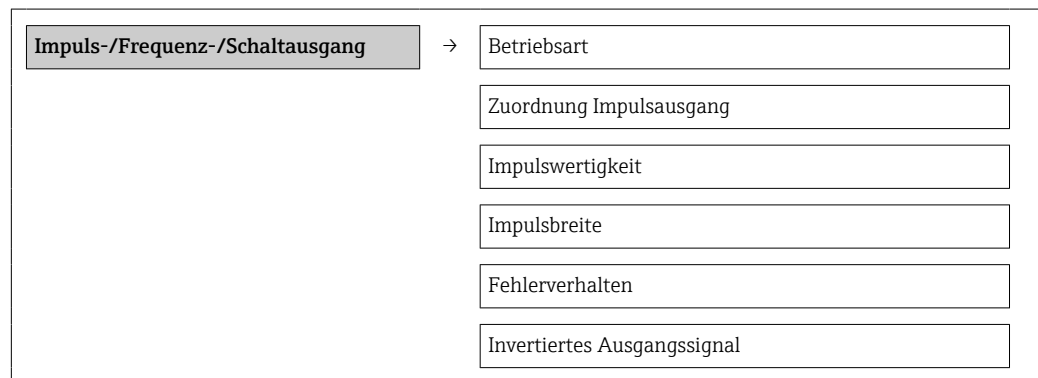 Impuls-/Frequenz-/Schaltausgang → Betriebsart
Zuordnung Impulsausgang
Impulswertigkeit
Impulsbreite
Fehlerverhalten
Invertiertes Ausgangssignal